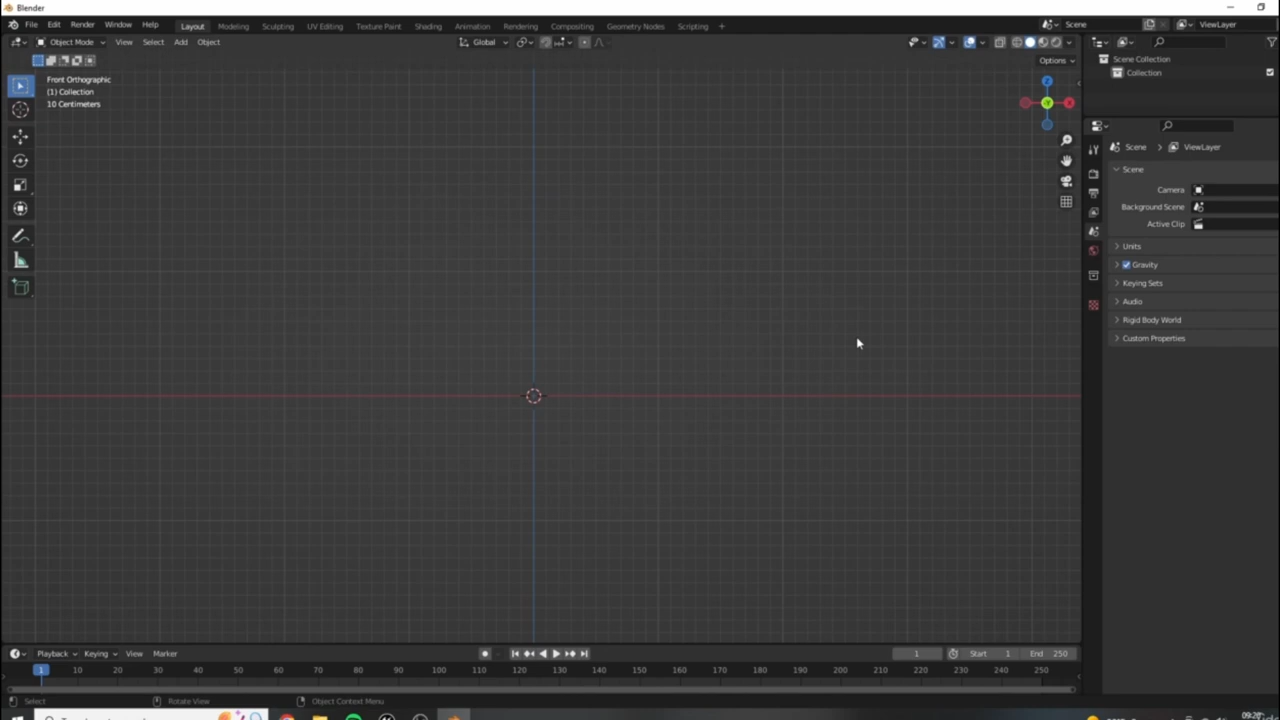 Blender
File Edit Render Window Help Layout Modeling Sculpting UV Editing Texture Paint Shading Animation Rendering Compositing Geometry Nodes Scripting + Scene ViewLayer
Object Mode View Select Add Object Global
Options
Front Orthographic
(1) Collection
10 Centimeters
Z
Y
X
Scene Collection
Collection
Scene > ViewLayer
Scene
Camera
Background Scene
Active Clip
Units
Gravity
Keying Sets
Audio
Rigid Body World
Custom Properties
Playback Keying View Marker 1 Start 1 End 250
1 10 20 30 40 50 60 70 80 90 100 110 120 130 140 150 160 170 180 190 200 210 220 230 240 250
Select Rotate View Object Context Menu